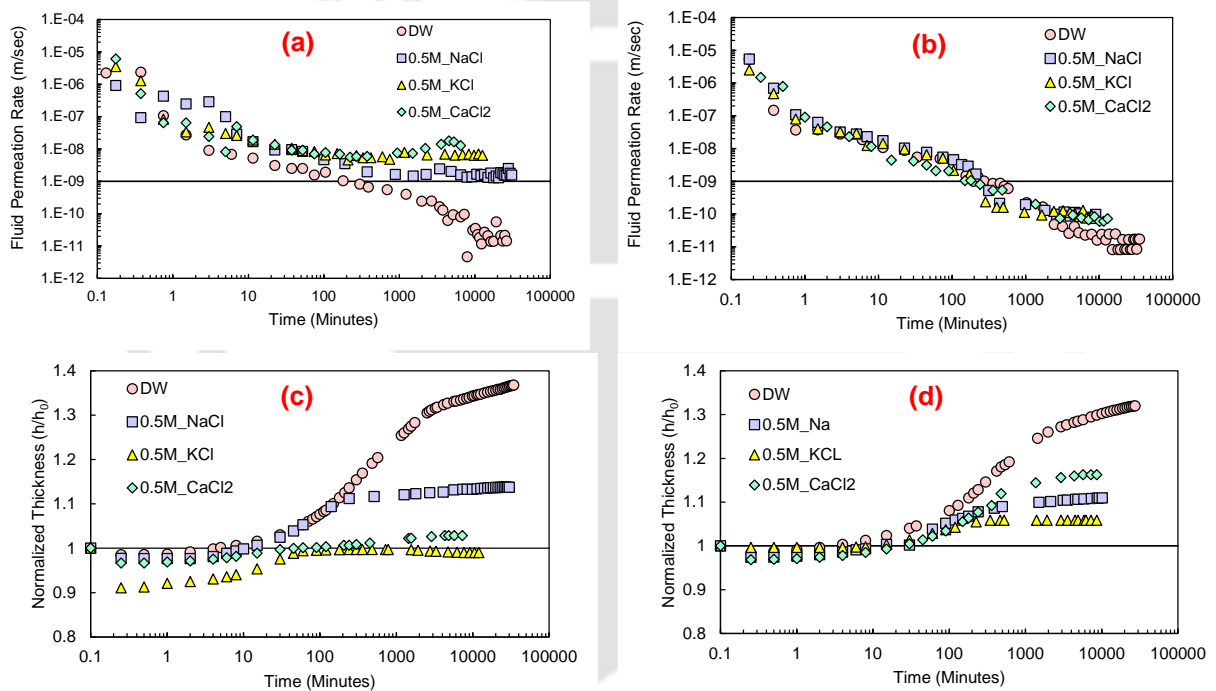 (a)
DW
0.5M_NaCl
0.5M_KCl
0.5M_CaCl2
Fluid Permeation Rate (m/sec)
1.E-04
1.E-05
1.E-06
1.E-07
1.E-08
1.E-09
1.E-10
1.E-11
1.E-12
0.1 1 10 100 1000 10000 100000
Time (Minutes)
(b)
DW
0.5M_NaCl
0.5M_KCl
0.5M_CaCl2
Fluid Permeation Rate (m/sec)
1.E-04
1.E-05
1.E-06
1.E-07
1.E-08
1.E-09
1.E-10
1.E-11
1.E-12
0.1 1 10 100 1000 10000 100000
Time (Minutes)
(c)
DW
0.5M_NaCl
0.5M_KCl
0.5M_CaCl2
Normalized Thickness (h/h₀)
1.4
1.3
1.2
1.1
1
0.9
0.8
0.1 1 10 100 1000 10000 100000
Time (Minutes)
(d)
DW
0.5M_Na
0.5M_KCL
0.5M_CaCl2
Normalized Thickness (h/h₀)
1.4
1.3
1.2
1.1
1
0.9
0.8
0.1 1 10 100 1000 10000 100000
Time (Minutes)